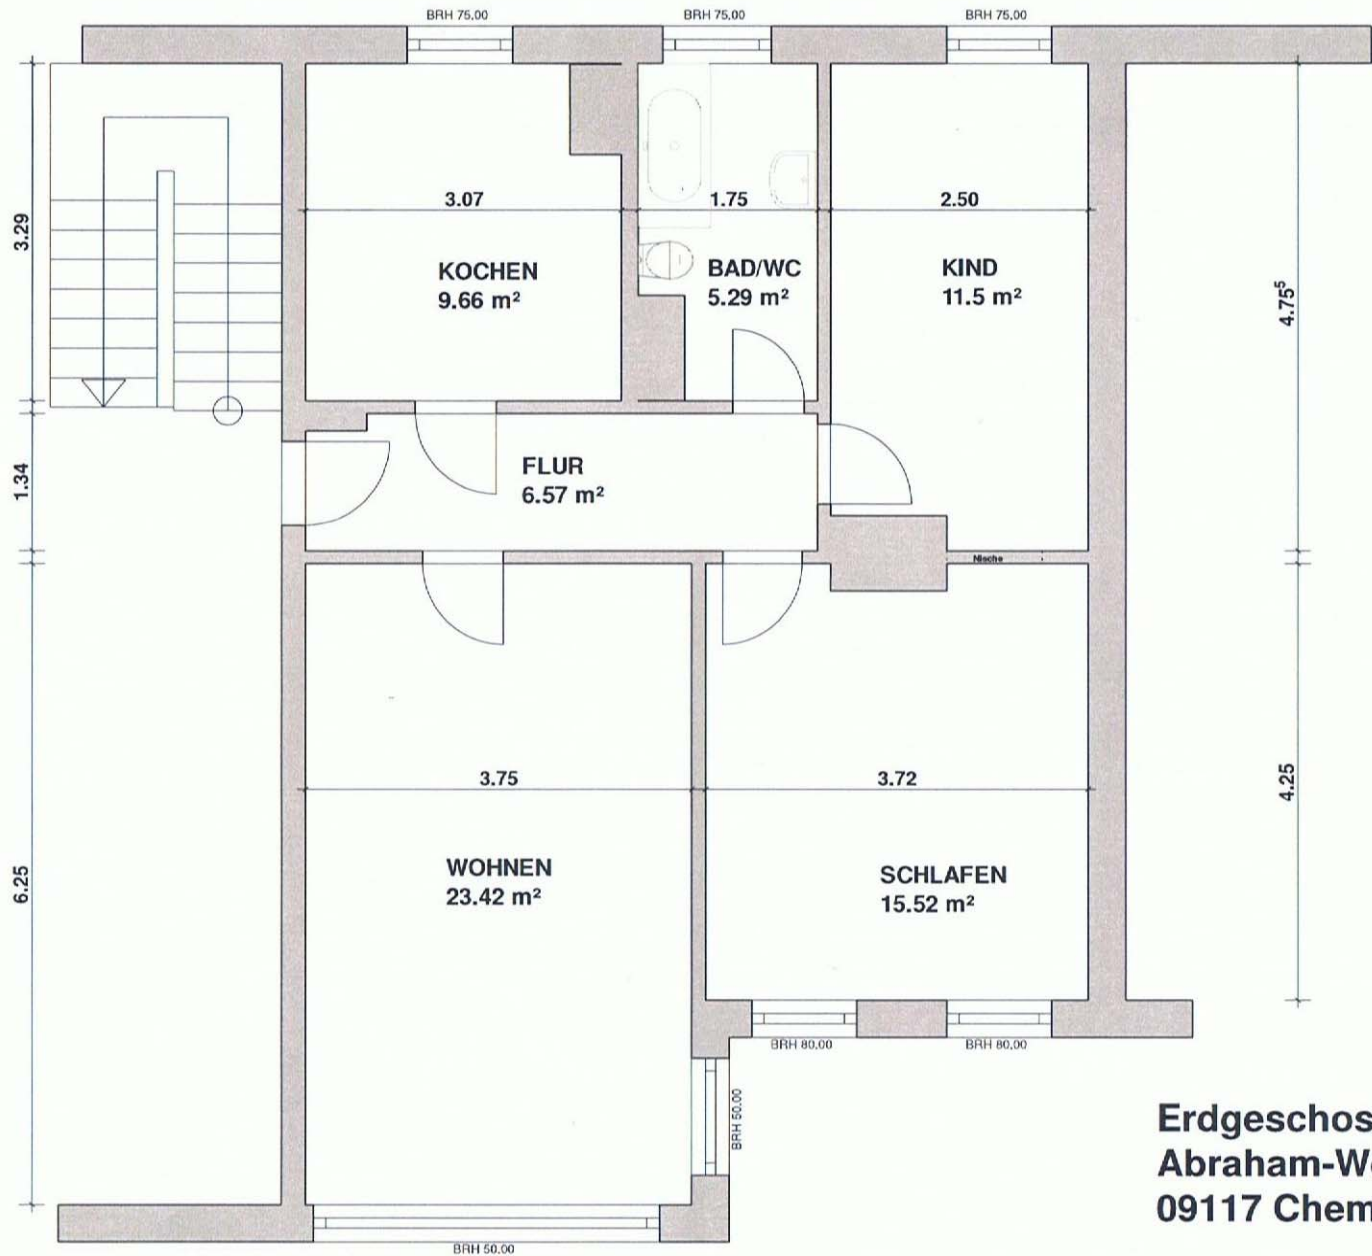 BRH 75.00
BRH 75.00
BRH 75.00
3.29
3.07
1.75
2.50
KOCHEN
9.66 m²
BAD/WC
5.29 m²
KIND
11.5 m²
4.75⁵
1.34
FLUR
6.57 m²
Nische
3.75
3.72
4.25
6.25
WOHNEN
23.42 m²
SCHLAFEN
15.52 m²
BRH 80.00
BRH 80.00
BRH 50.00
Erdgeschos
Abraham-We
09117 Chem
BRH 50.00